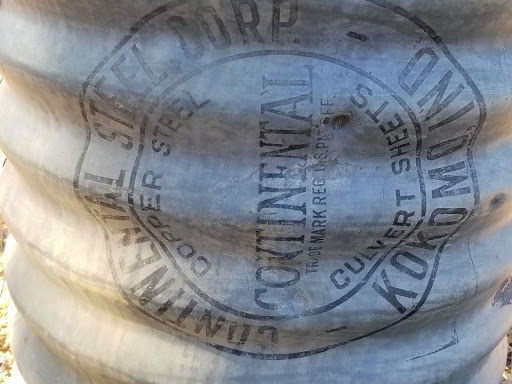 CONTINENTAL STEEL CORP.
– KOKOMO IND –
COPPER STEEL
CONTINENTAL
TRADE MARK REG. U.S. PAT. OFF.
CULVERT SHEETS